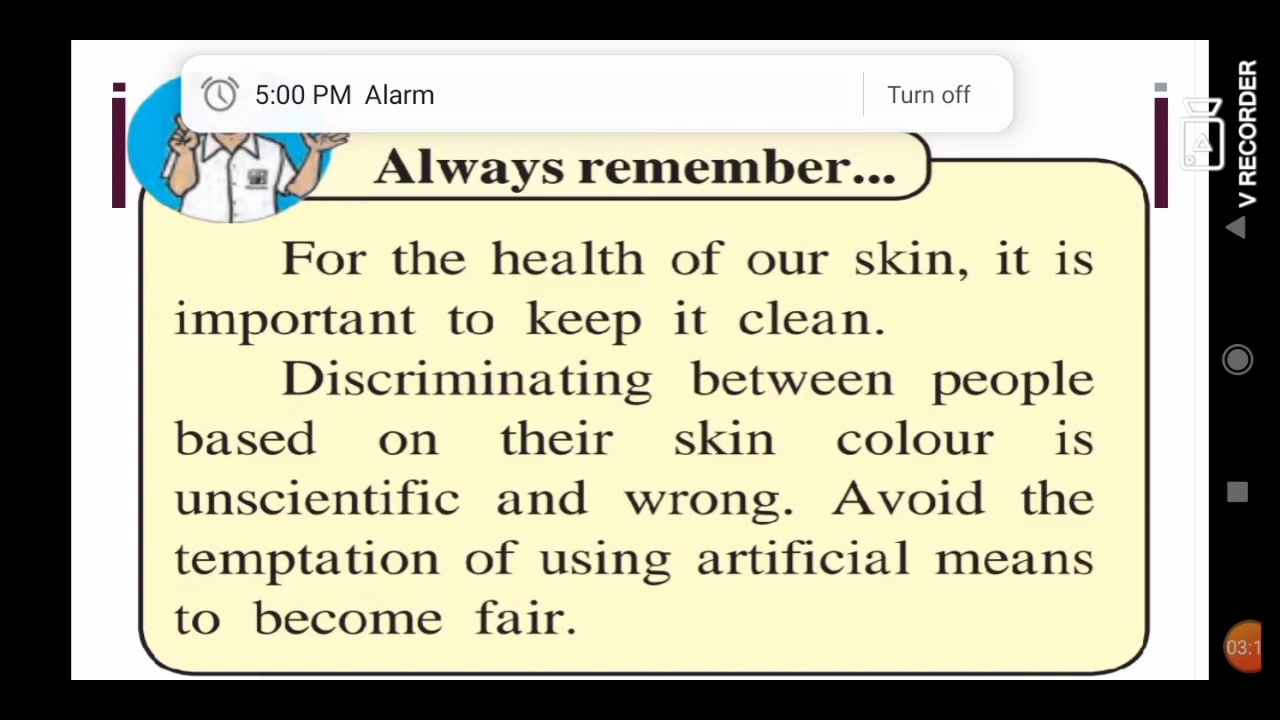 5:00 PM Alarm
Turn off
Always remember...
For the health of our skin, it is
important to keep it clean.
Discriminating between people
based on their skin colour is
unscientific and wrong. Avoid the
temptation of using artificial means
to become fair.
V RECORDER
03:1